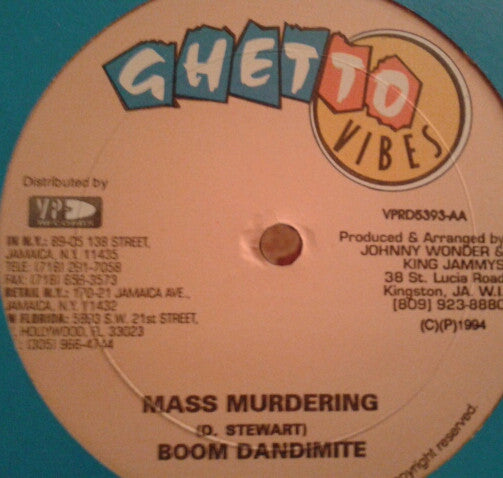 GHETTO
VIBES
Distributed by
VP
RECORDS
IN N.Y.: 89-05 138 STREET,
JAMAICA, N.Y. 11435
TELE: (718) 291-7058
FAX: (718) 658-3573
RETAIL N.Y.: 170-21 JAMAICA AVE.,
JAMAICA, N.Y. 11432
N FLORIDA: 5893 S.W. 21st STREET,
HOLLYWOOD, FL 33023
(305) 966-4744
VPRD5393-AA
Produced & Arranged by
JOHNNY WONDER &
KING JAMMYS
38 St. Lucia Road
Kingston, JA. W.I.
[809] 923-8880
(C)(P)1994
MASS MURDERING
(D. STEWART)
BOOM DANDIMITE
pyright reserved